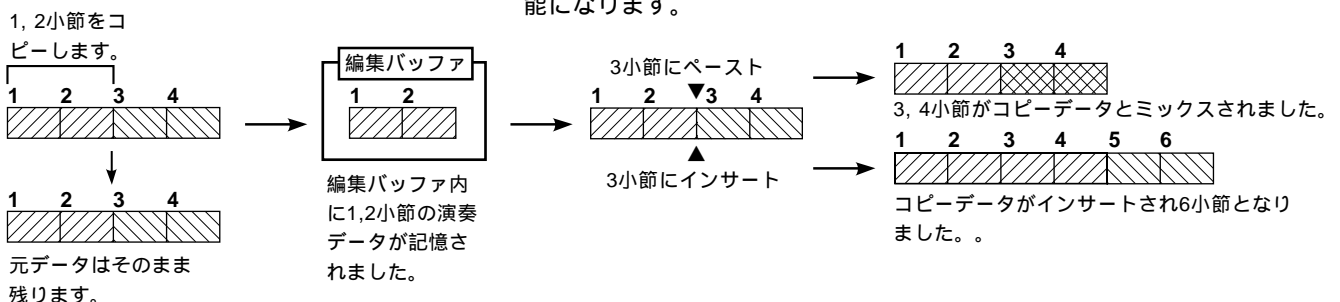 能になります。
1, 2小節をコ
ピーします。
1 2 3 4
1 2 3 4
元データはそのまま
残ります。
編集バッファ
1 2
編集バッファ内
に1,2小節の演奏
データが記憶さ
れました。
3小節にペースト
1 2 ▼3 4
▲
3小節にインサート
1 2 3 4
3, 4小節がコピーデータとミックスされました。
1 2 3 4 5 6
コピーデータがインサートされ6小節となり
ました。。